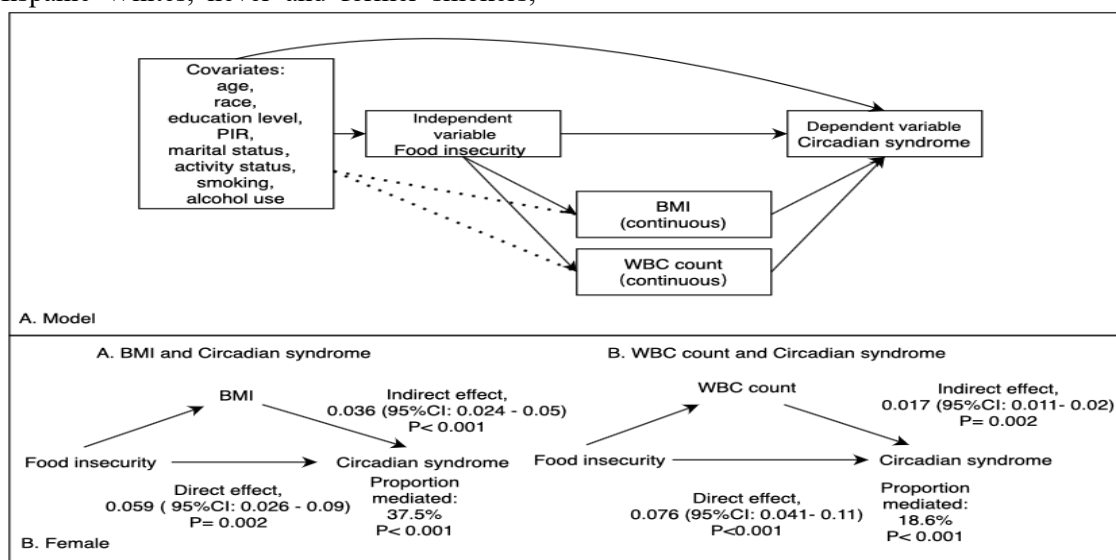 hispanic Whites, never and former smokers,
Covariates:
age,
race,
education level,
PIR,
marital status,
activity status,
smoking,
alcohol use
Independent
variable
Food insecurity
Dependent variable
Circadian syndrome
BMI
(continuous)
WBC count
(continuous)
A. Model
A. BMI and Circadian syndrome
BMI
Indirect effect,
0.036 (95%CI: 0.024 - 0.05)
P< 0.001
Food insecurity
Circadian syndrome
Direct effect,
0.059 ( 95%CI: 0.026 - 0.09)
P= 0.002
Proportion
mediated:
37.5%
P< 0.001
B. WBC count and Circadian syndrome
WBC count
Indirect effect,
0.017 (95%CI: 0.011- 0.02)
P= 0.002
Food insecurity
Circadian syndrome
Direct effect,
0.076 (95%CI: 0.041- 0.11)
P<0.001
Proportion
mediated:
18.6%
P< 0.001
B. Female